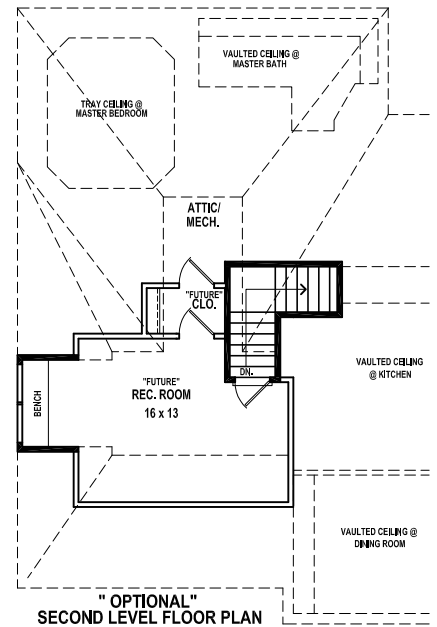 VAULTED CEILING @
MASTER BATH
TRAY CEILING @
MASTER BEDROOM
ATTIC/
MECH.
"FUTURE"
CLO.
DN.
VAULTED CEILING
@ KITCHEN
"FUTURE"
REC. ROOM
16 x 13
BENCH
VAULTED CEILING @
DINING ROOM
" OPTIONAL"
SECOND LEVEL FLOOR PLAN